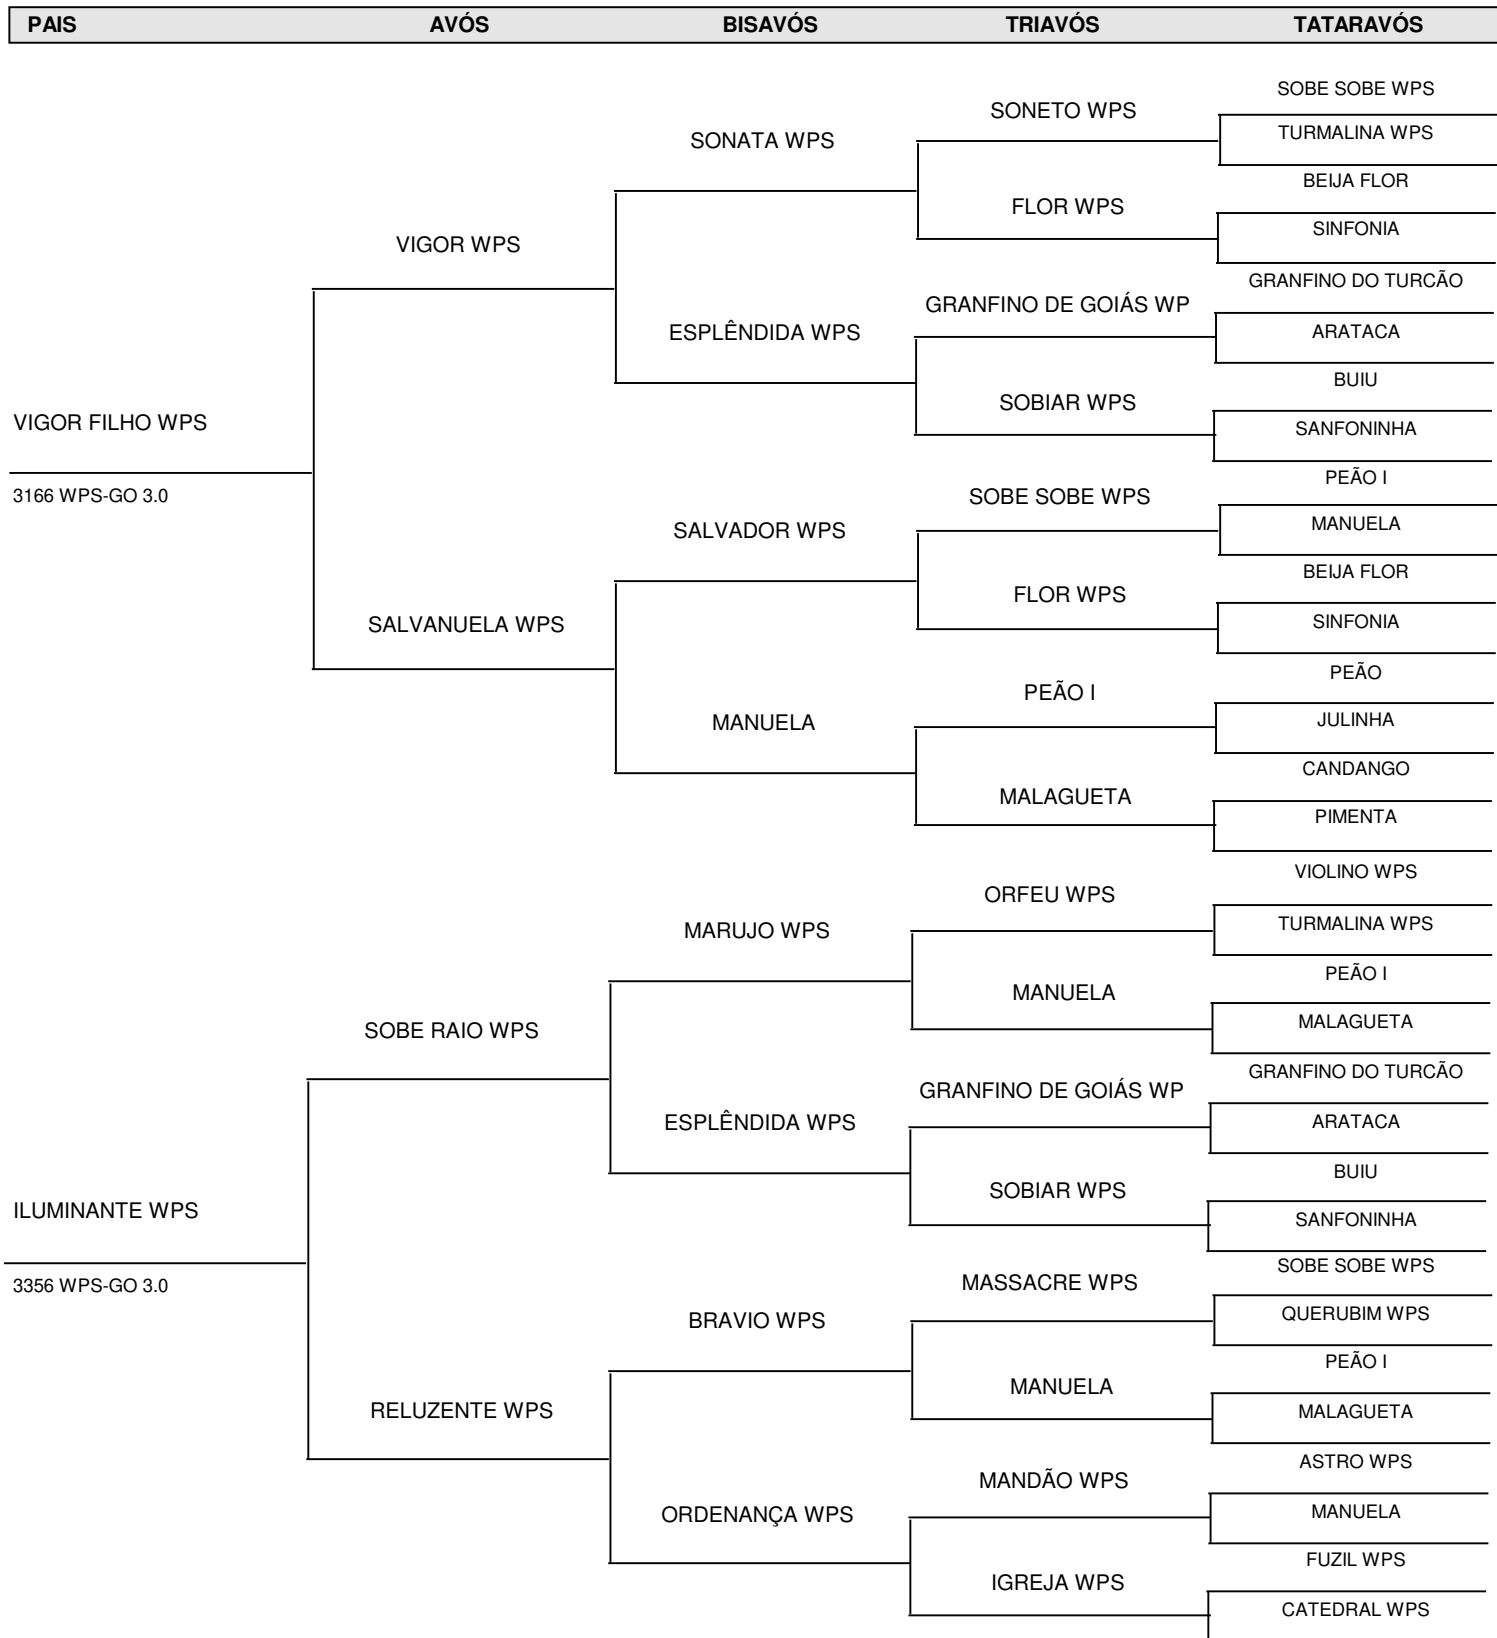 PAIS AVÓS BISAVÓS TRIAVÓS TATARAVÓS
SOBE SOBE WPS
SONETO WPS
TURMALINA WPS
SONATA WPS
BEIJA FLOR
FLOR WPS
SINFONIA
VIGOR WPS
GRANFINO DO TURCÃO
GRANFINO DE GOIÁS WP
ARATACA
ESPLÊNDIDA WPS
BUIU
SOBIAR WPS
VIGOR FILHO WPS
SANFONINHA
PEÃO I
3166 WPS-GO 3.0
SOBE SOBE WPS
MANUELA
SALVADOR WPS
BEIJA FLOR
FLOR WPS
SINFONIA
SALVANUELA WPS
PEÃO
PEÃO I
JULINHA
MANUELA
CANDANGO
MALAGUETA
PIMENTA
VIOLINO WPS
ORFEU WPS
TURMALINA WPS
MARUJO WPS
PEÃO I
MANUELA
MALAGUETA
SOBE RAIO WPS
GRANFINO DO TURCÃO
GRANFINO DE GOIÁS WP
ARATACA
ESPLÊNDIDA WPS
BUIU
SOBIAR WPS
ILUMINANTE WPS
SANFONINHA
SOBE SOBE WPS
3356 WPS-GO 3.0
MASSACRE WPS
QUERUBIM WPS
BRAVIO WPS
PEÃO I
MANUELA
RELUZENTE WPS
MALAGUETA
ASTRO WPS
MANDÃO WPS
MANUELA
ORDENANÇA WPS
FUZIL WPS
IGREJA WPS
CATEDRAL WPS